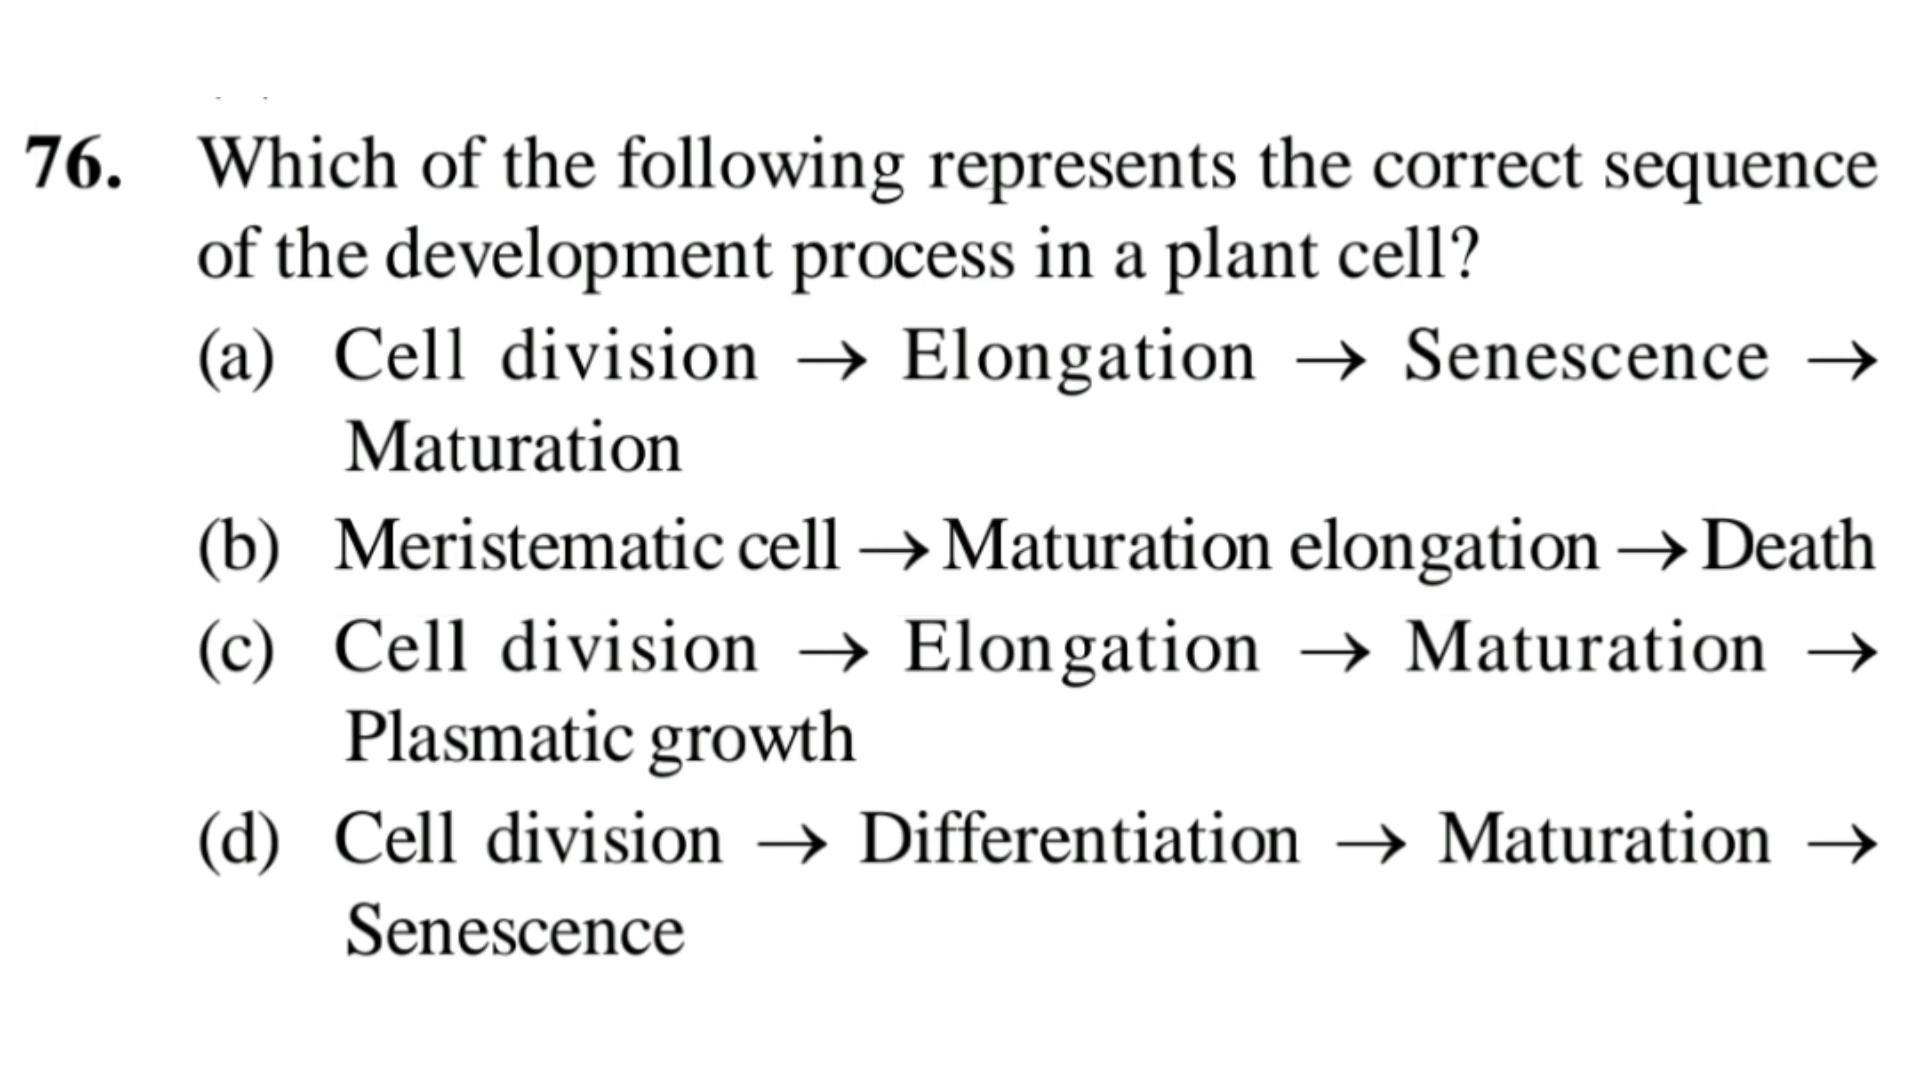 76. Which of the following represents the correct sequence
of the development process in a plant cell?
(a) Cell division → Elongation → Senescence →
Maturation
(b) Meristematic cell → Maturation elongation → Death
(c) Cell division → Elongation → Maturation →
Plasmatic growth
(d) Cell division → Differentiation → Maturation →
Senescence